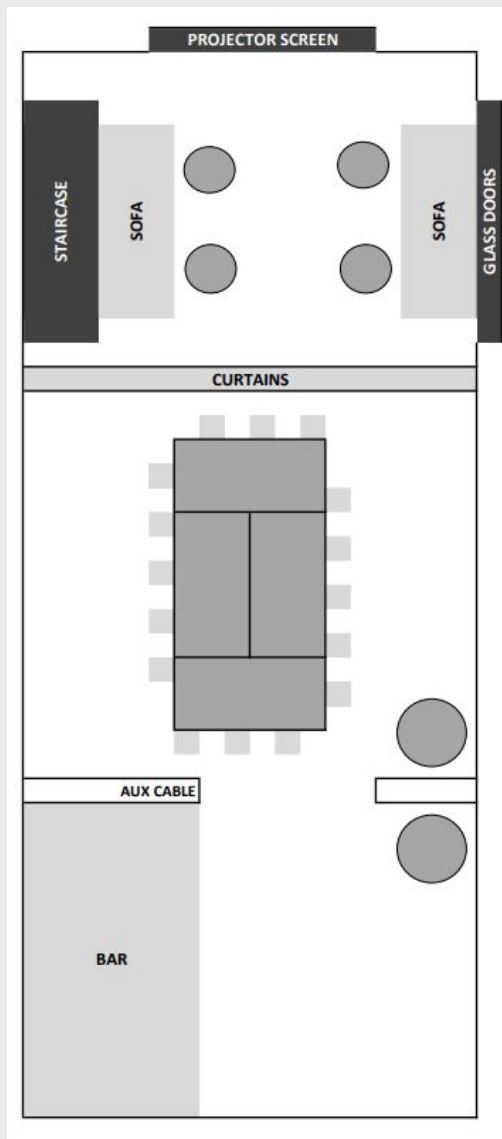 PROJECTOR SCREEN
STAIRCASE
SOFA
SOFA
GLASS DOORS
CURTAINS
AUX CABLE
BAR